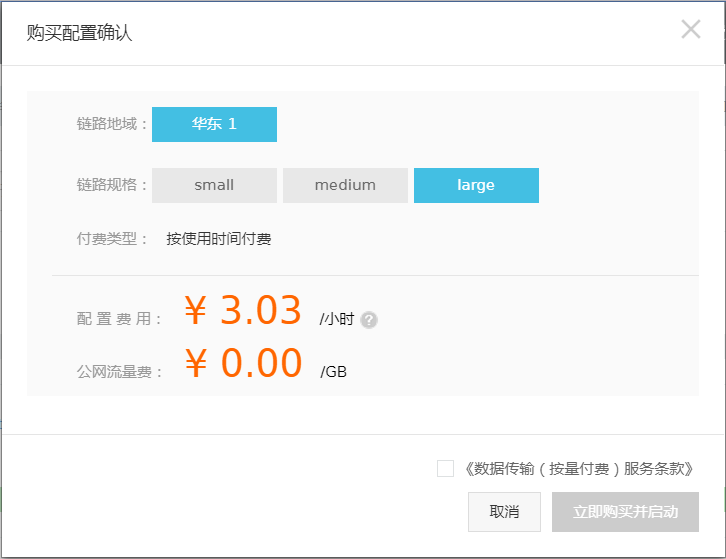 购买配置确认
链路地域： 华东 1
链路规格： small medium large
付费类型： 按使用时间付费
配 置 费 用： ¥ 3.03 /小时 ?
公网流量费： ¥ 0.00 /GB
《数据传输（按量付费）服务条款》
取消 立即购买并启动